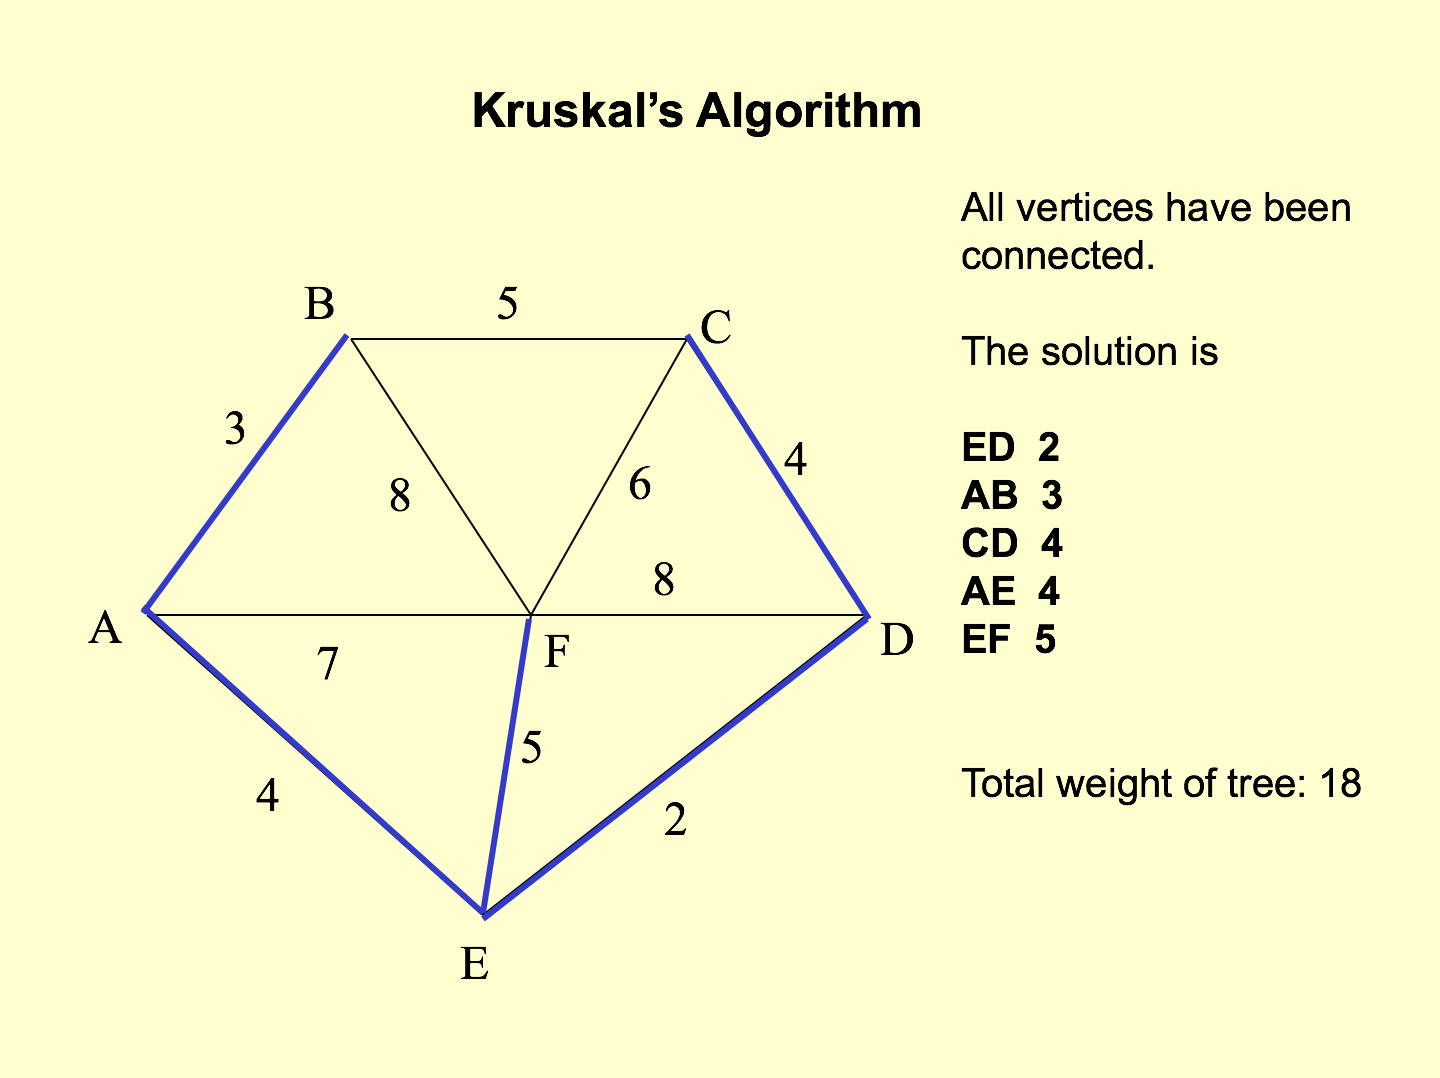 Kruskal’s Algorithm
All vertices have been
connected.
The solution is
ED 2
AB 3
CD 4
AE 4
EF 5
Total weight of tree: 18
B
5
C
3
8
6
4
8
A
7
F
D
5
4
2
E